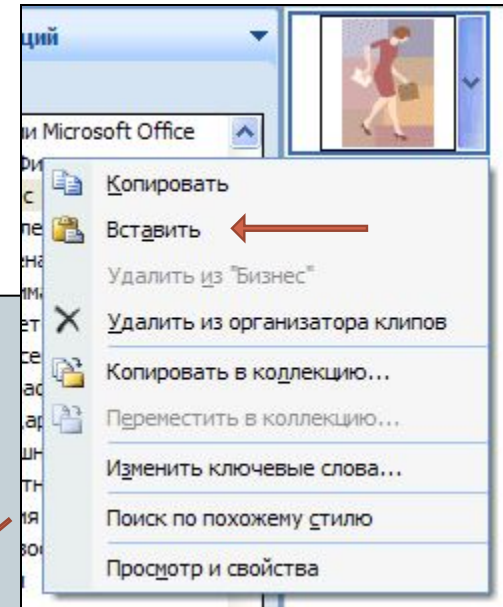 ций
и Microsoft Office
Копировать
Вставить
Удалить из "Бизнес"
Удалить из организатора клипов
Копировать в коллекцию...
Переместить в коллекцию...
Изменить ключевые слова...
Поиск по похожему стилю
Просмотр и свойства